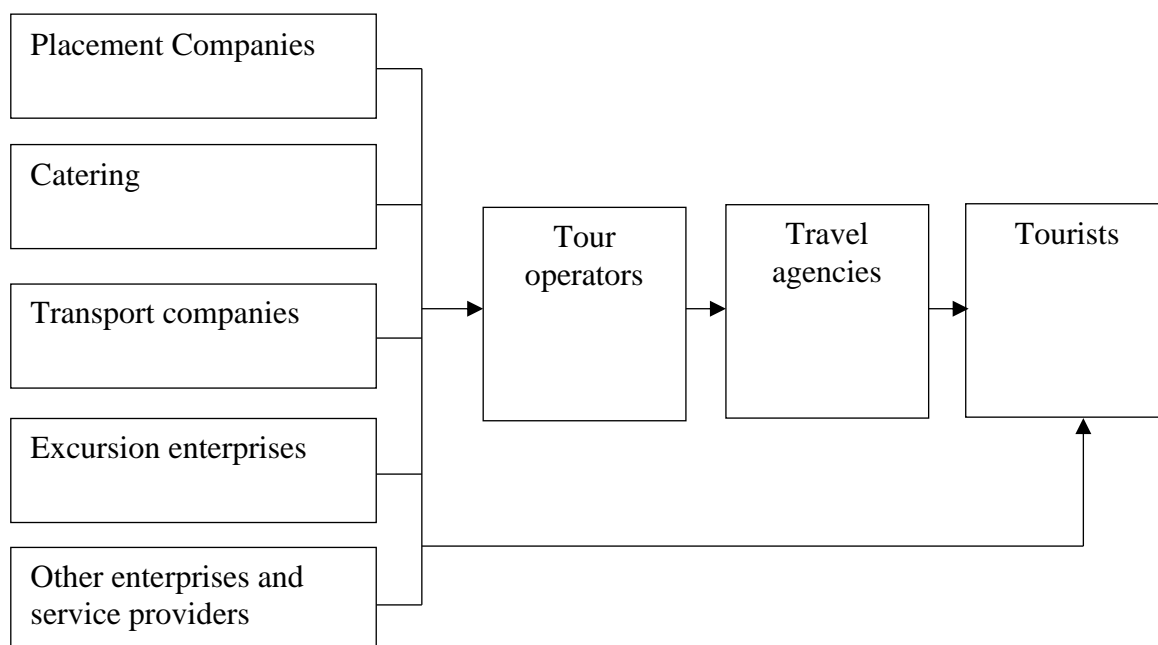 Placement Companies
Catering
Transport companies
Excursion enterprises
Other enterprises and
service providers
Tour
operators
Travel
agencies
Tourists